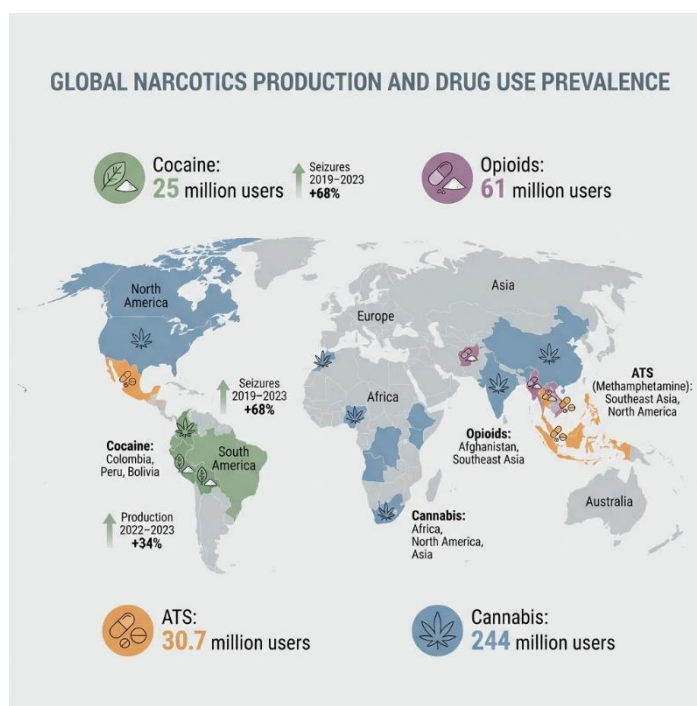 GLOBAL NARCOTICS PRODUCTION AND DRUG USE PREVALENCE
Cocaine:
25 million users
Seizures
2019–2023
+68%
Opioids:
61 million users
North
America
Europe
Asia
Africa
South
America
Australia
Seizures
2019–2023
+68%
Cocaine:
Colombia,
Peru, Bolivia
Production
2022–2023
+34%
Opioids:
Afghanistan,
Southeast Asia
ATS
(Methamphetamine):
Southeast Asia,
North America
Cannabis:
Africa,
North America,
Asia
ATS:
30.7 million users
Cannabis:
244 million users